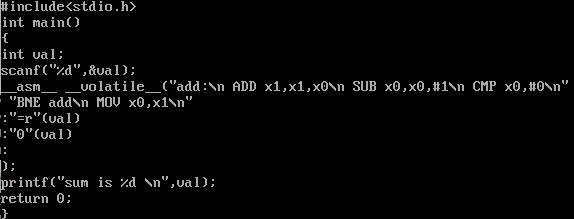 #include<stdio.h>
int main()
{
int val;
scanf("%d",&val);
__asm__ __volatile__("add:\n ADD x1,x1,x0\n SUB x0,x0,#1\n CMP x0,#0\n"
"BNE add\n MOV x0,x1\n"
:"=r"(val)
:"0"(val)
:
);
printf("sum is %d \n",val);
return 0;
}